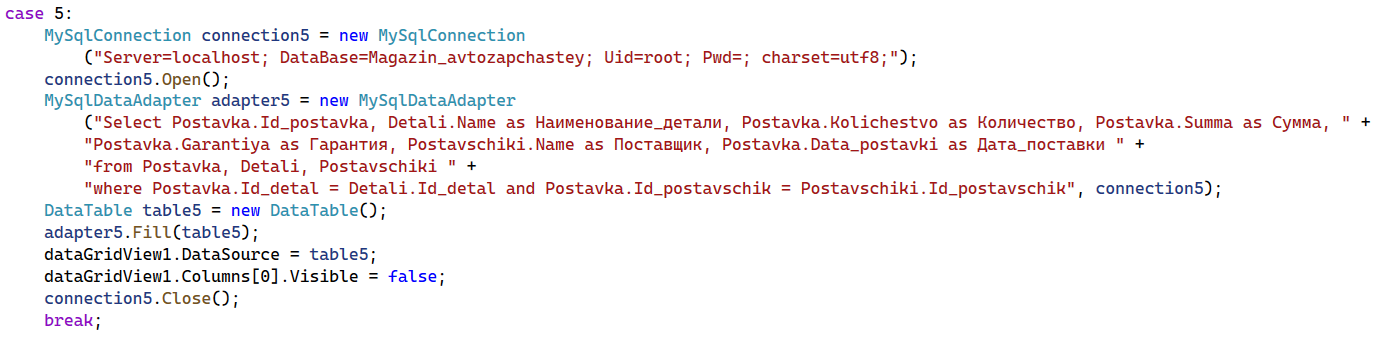 case 5:
MySqlConnection connection5 = new MySqlConnection
("Server=localhost; DataBase=Magazin_avtozapchastey; Uid=root; Pwd=; charset=utf8;");
connection5.Open();
MySqlDataAdapter adapter5 = new MySqlDataAdapter
("Select Postavka.Id_postavka, Detali.Name as Наименование_детали, Postavka.Kolichestvo as Количество, Postavka.Summa as Сумма, " +
"Postavka.Garantiya as Гарантия, Postavschiki.Name as Поставщик, Postavka.Data_postavki as Дата_поставки " +
"from Postavka, Detali, Postavschiki " +
"where Postavka.Id_detal = Detali.Id_detal and Postavka.Id_postavschik = Postavschiki.Id_postavschik", connection5);
DataTable table5 = new DataTable();
adapter5.Fill(table5);
dataGridView1.DataSource = table5;
dataGridView1.Columns[0].Visible = false;
connection5.Close();
break;